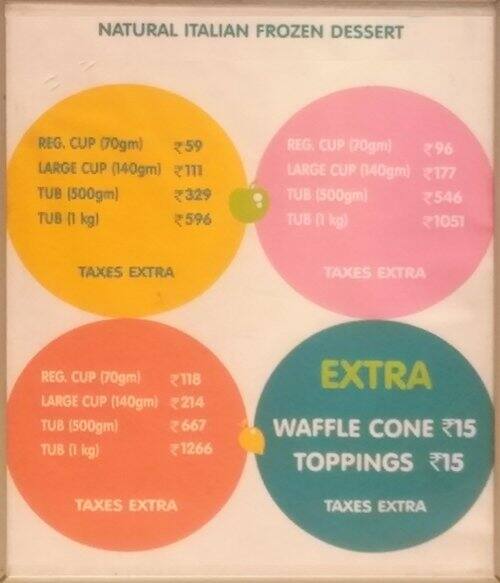 NATURAL ITALIAN FROZEN DESSERT
REG. CUP (70gm) ₹59
LARGE CUP (140gm) ₹111
TUB (500gm) ₹329
TUB (1 kg) ₹596
TAXES EXTRA
REG. CUP (70gm) ₹96
LARGE CUP (140gm) ₹177
TUB (500gm) ₹546
TUB (1 kg) ₹1051
TAXES EXTRA
REG. CUP (70gm) ₹118
LARGE CUP (140gm) ₹214
TUB (500gm) ₹667
TUB (1 kg) ₹1266
TAXES EXTRA
EXTRA
WAFFLE CONE ₹15
TOPPINGS ₹15
TAXES EXTRA